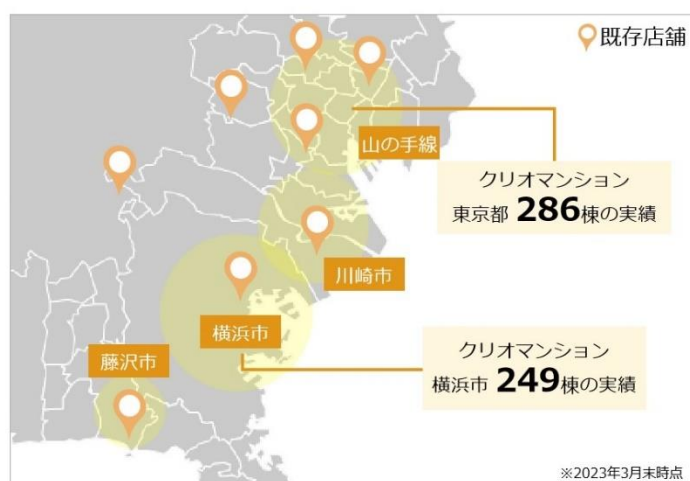 既存店舗
山の手線
クリオマンション
東京都 286棟の実績
川崎市
横浜市
クリオマンション
横浜市 249棟の実績
藤沢市
※2023年3月末時点